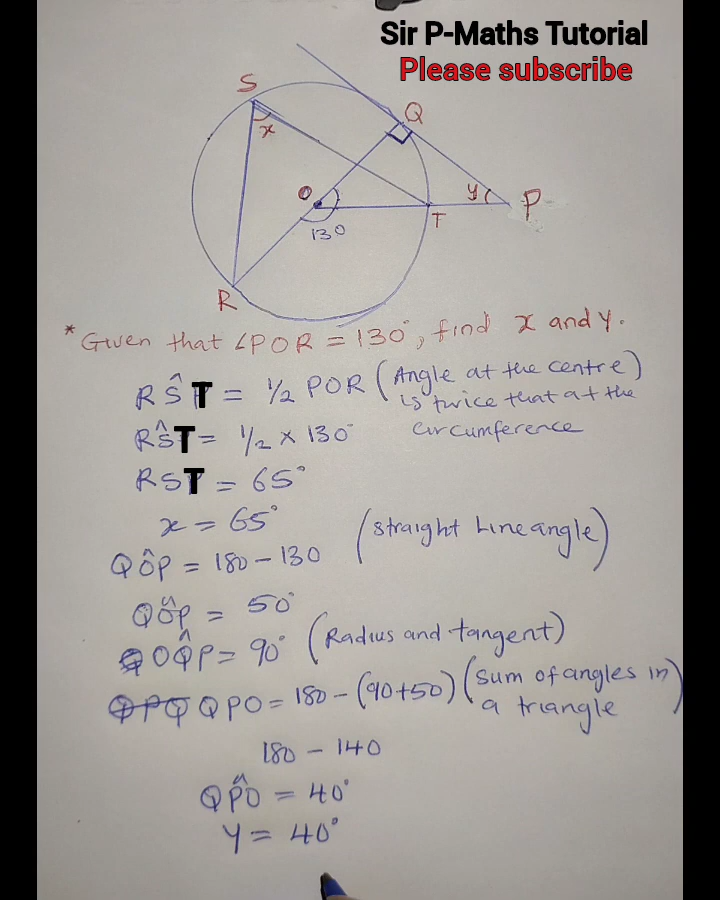 Sir P-Maths Tutorial
Please subscribe
S
x
Q
O
y
P
T
130
R
* Given that ∠POR = 130°, find x and y.
RŜT = 1/2 POR (Angle at the centre)
is twice that at the
RŜT = 1/2 × 130° circumference
RST = 65°
x = 65° (straight Line angle)
QÔP = 180 - 130
QÔP = 50°
OQ̂P = 90° (Radius and tangent)
QPO = 180 - (90+50) (Sum of angles in
a triangle)
180 - 140
QP̂O = 40°
Y = 40°